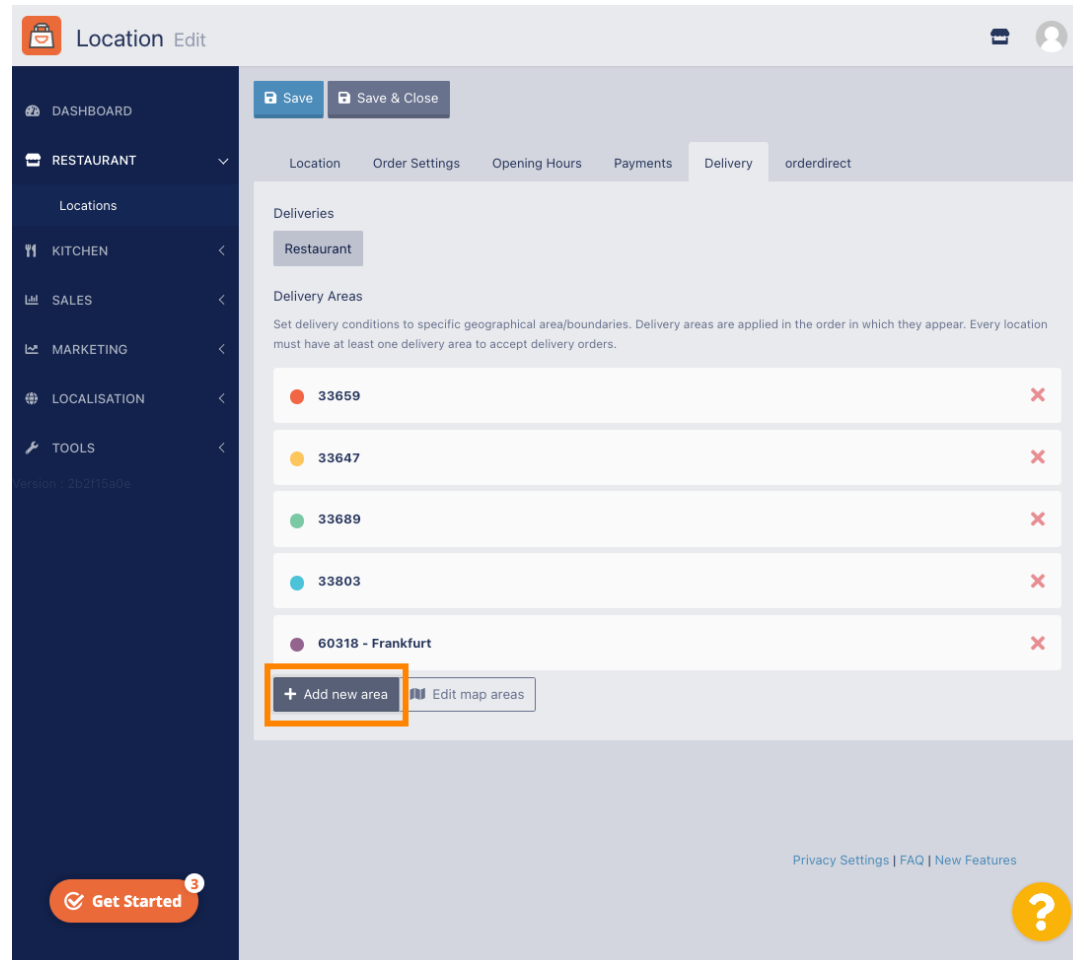 Location Edit
Save
Save & Close
DASHBOARD
RESTAURANT
Locations
KITCHEN
SALES
MARKETING
LOCALISATION
TOOLS
Version : 2b2f15a0e
Location
Order Settings
Opening Hours
Payments
Delivery
orderdirect
Deliveries
Restaurant
Delivery Areas
Set delivery conditions to specific geographical area/boundaries. Delivery areas are applied in the order in which they appear. Every location
must have at least one delivery area to accept delivery orders.
33659
33647
33689
33803
60318 - Frankfurt
+ Add new area
Edit map areas
Privacy Settings | FAQ | New Features
Get Started
3
?